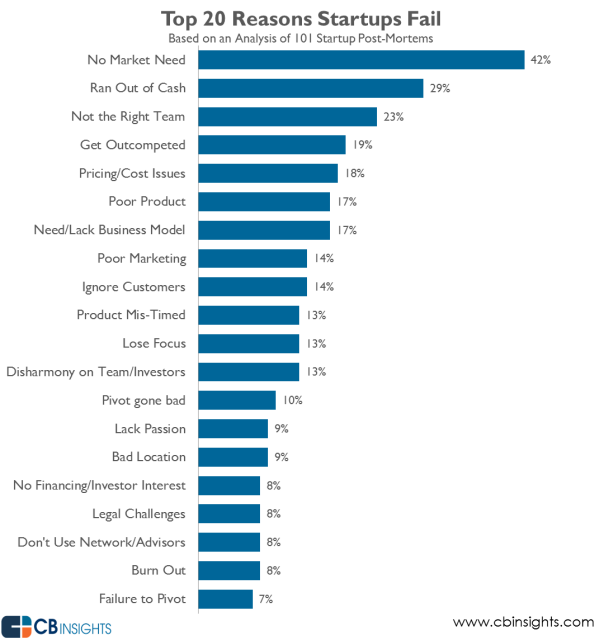 Top 20 Reasons Startups Fail
Based on an Analysis of 101 Startup Post-Mortems
No Market Need 42%
Ran Out of Cash 29%
Not the Right Team 23%
Get Outcompeted 19%
Pricing/Cost Issues 18%
Poor Product 17%
Need/Lack Business Model 17%
Poor Marketing 14%
Ignore Customers 14%
Product Mis-Timed 13%
Lose Focus 13%
Disharmony on Team/Investors 13%
Pivot gone bad 10%
Lack Passion 9%
Bad Location 9%
No Financing/Investor Interest 8%
Legal Challenges 8%
Don't Use Network/Advisors 8%
Burn Out 8%
Failure to Pivot 7%
CBINSIGHTS www.cbinsights.com